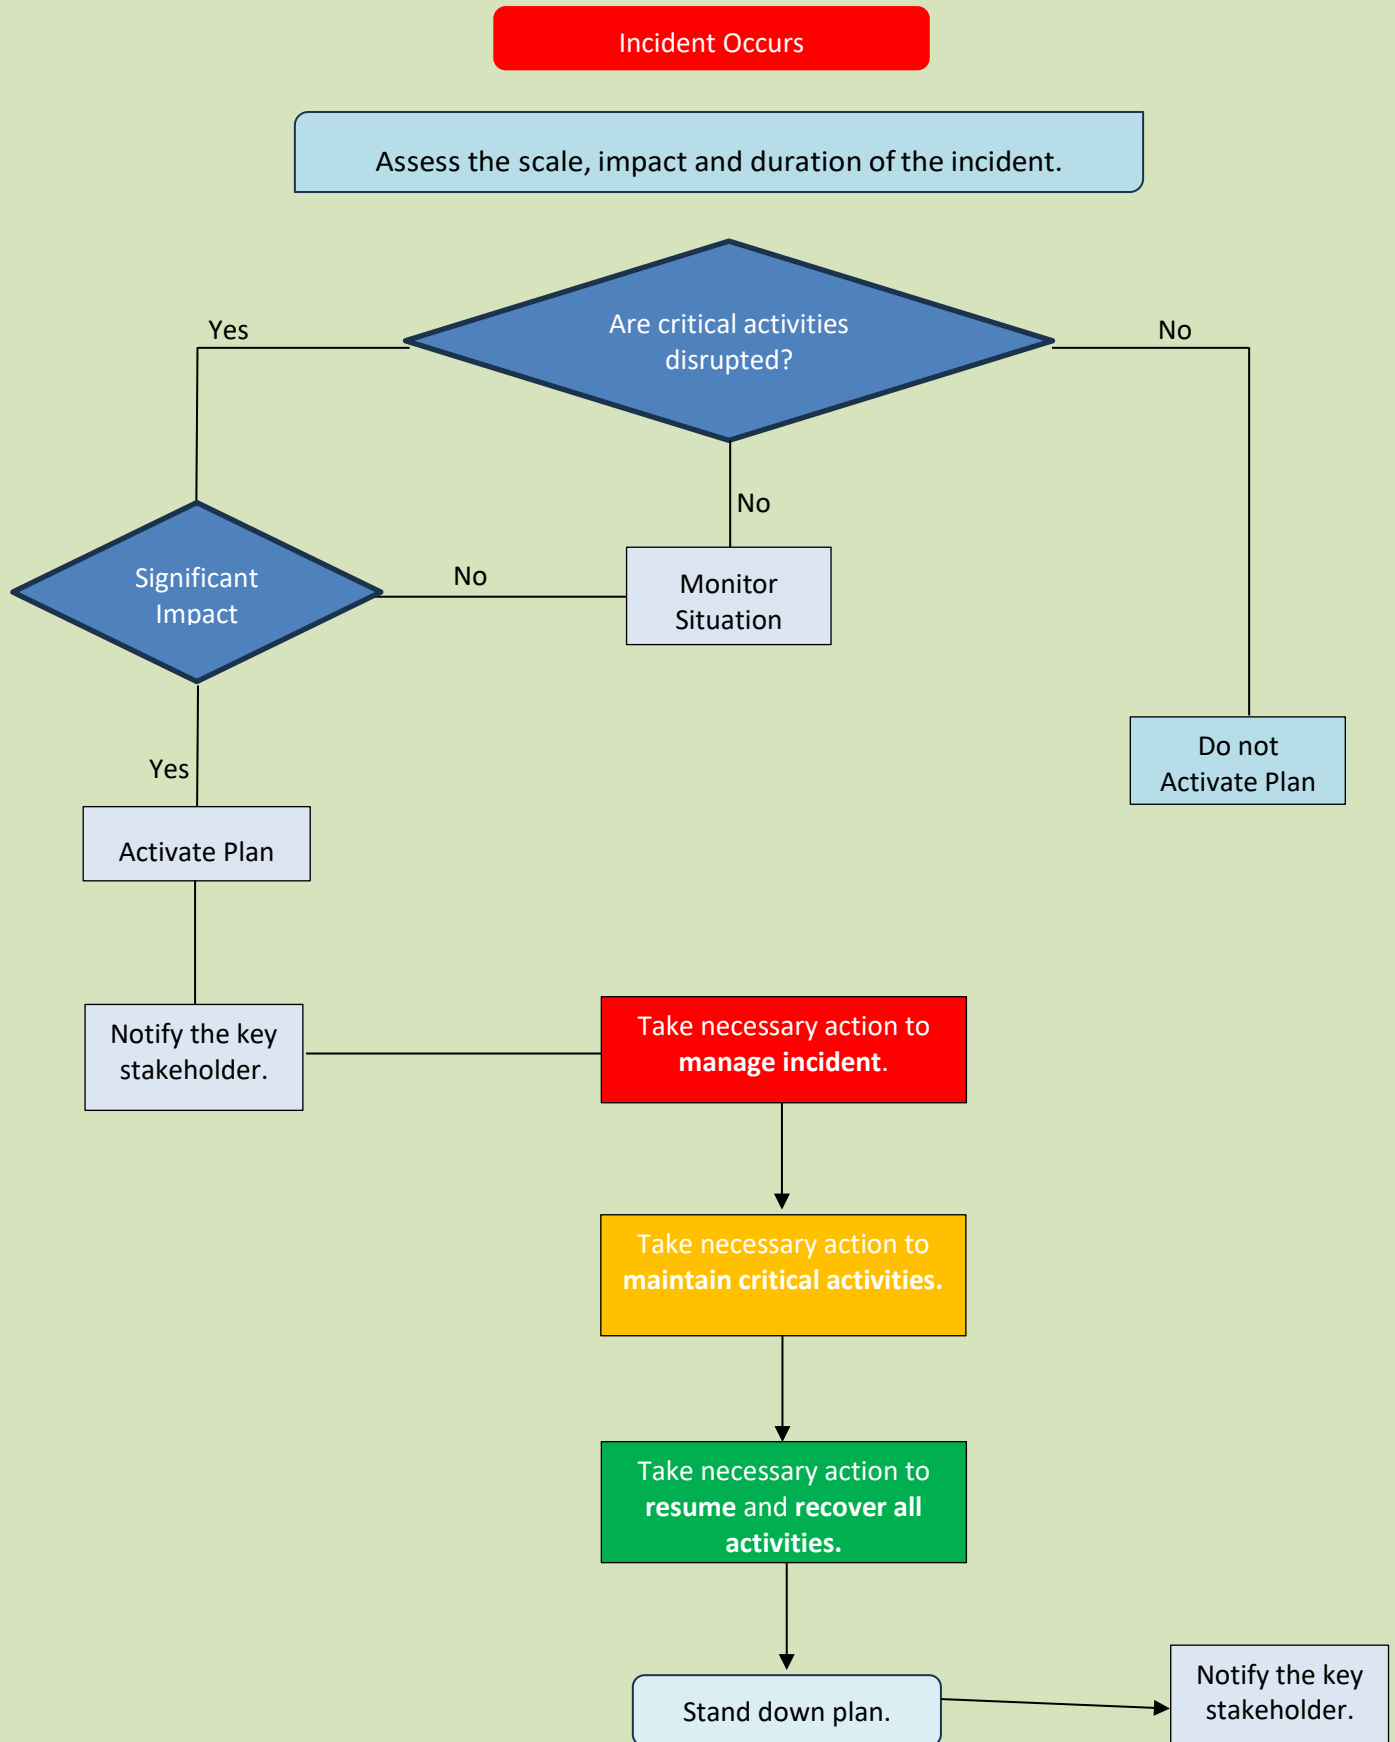 Incident Occurs
Assess the scale, impact and duration of the incident.
Are critical activities
disrupted?
Yes
No
No
Significant
Impact
No
Monitor
Situation
Do not
Activate Plan
Yes
Activate Plan
Notify the key
stakeholder.
Take necessary action to
manage incident.
Take necessary action to
maintain critical activities.
Take necessary action to
resume and recover all
activities.
Stand down plan.
Notify the key
stakeholder.